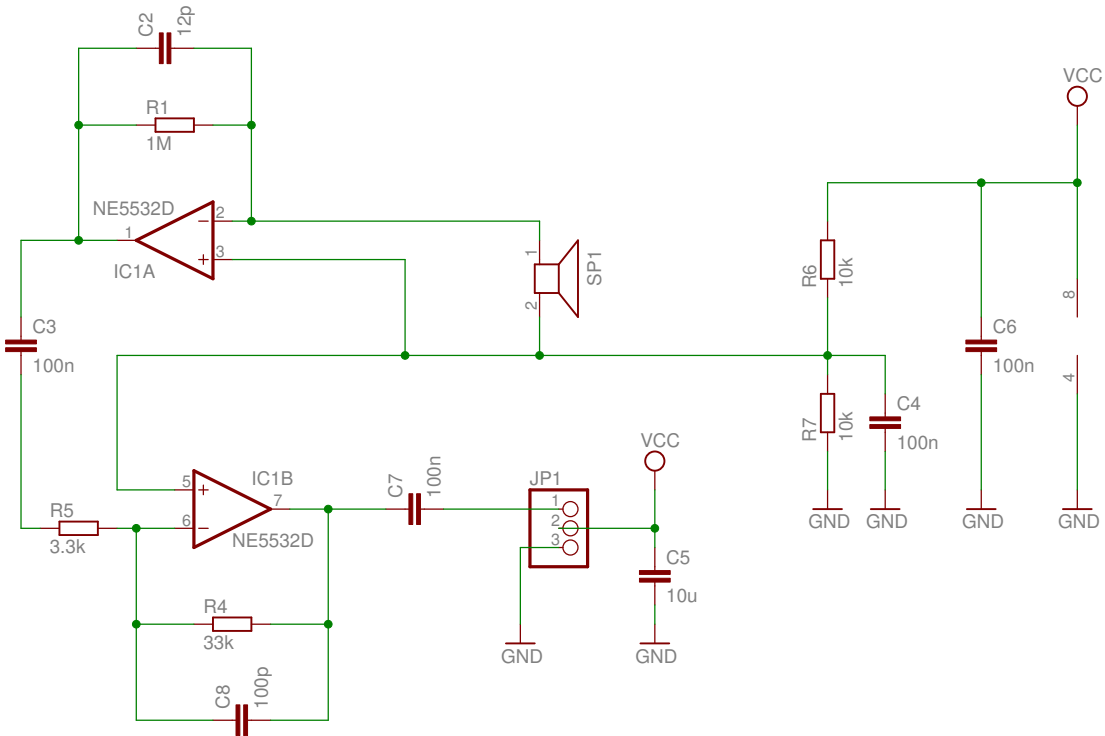 C2
12p
R1
1M
NE5532D
2
1
3
IC1A
C3
100n
1
2
SP1
VCC
R6
10k
8
C6
100n
4
R7
10k
C4
100n
GND
GND
GND
GND
5
6
7
IC1B
NE5532D
R5
3.3k
C7
100n
JP1
1
2
3
VCC
C5
10u
GND
GND
R4
33k
C8
100p